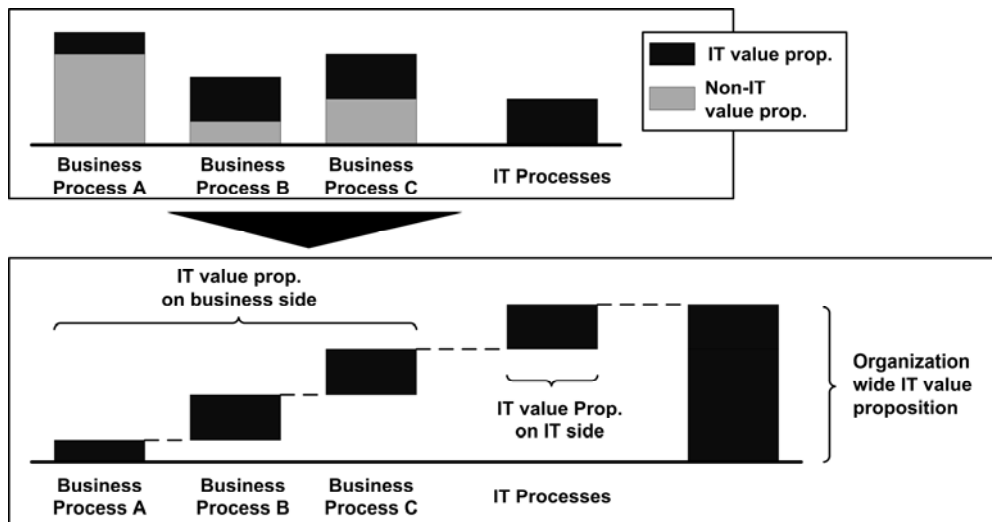 IT value prop.
Non-IT
value prop.
Business
Process A
Business
Process B
Business
Process C
IT Processes
IT value prop.
on business side
IT value Prop.
on IT side
Organization
wide IT value
proposition
Business
Process A
Business
Process B
Business
Process C
IT Processes